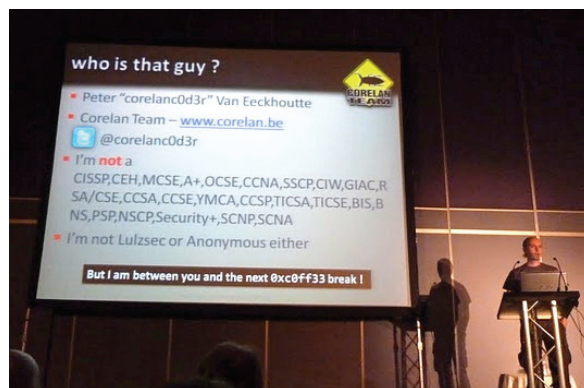 who is that guy ?
CORELAN
TEAM
Peter "corelanc0d3r" Van Eeckhoutte
Corelan Team – www.corelan.be
@corelanc0d3r
I'm not a
CISSP,CEH,MCSE,A+,OCSE,CCNA,SSCP,CIW,GIAC,R
SA/CSE,CCSA,CCSE,YMCA,CCSP,TICSA,TICSE,BIS,B
NS,PSP,NSCP,Security+,SCNP,SCNA
I'm not Lulzsec or Anonymous either
But I am between you and the next 0xc0ff33 break !